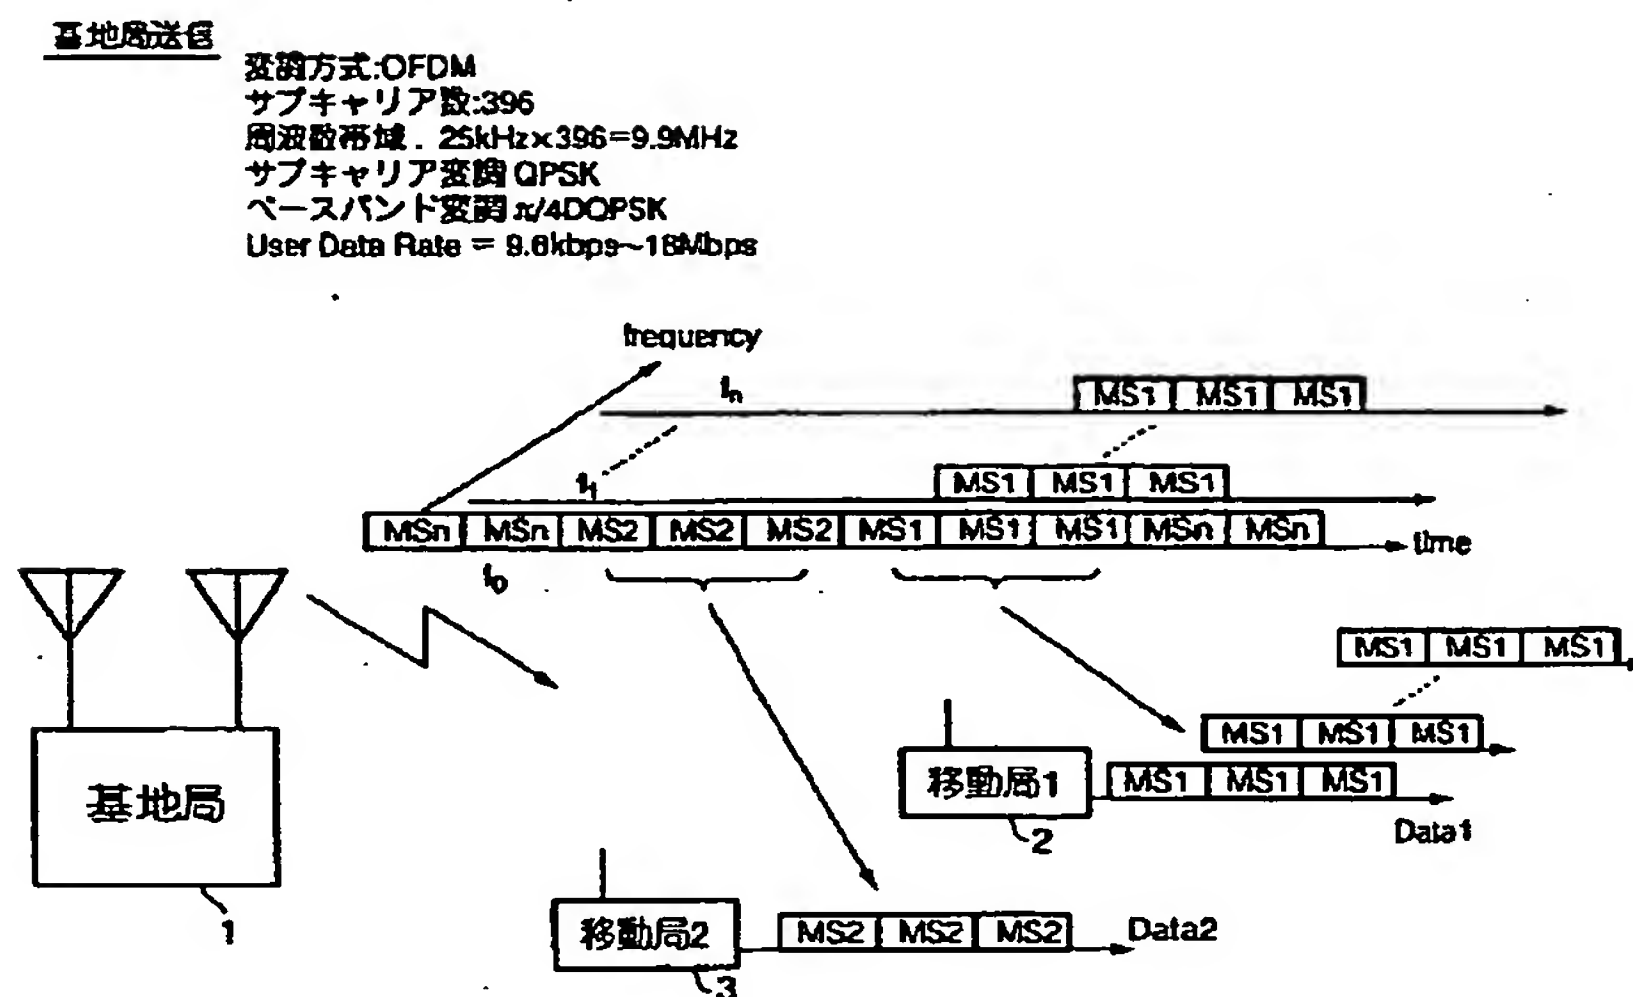 基地局送信
変調方式:OFDM
サブキャリア数:396
周波数帯域 . 25kHz×396=9.9MHz
サブキャリア変調 QPSK
ベースバンド変調 π/4DQPSK
User Data Rate = 9.6kbps~18Mbps
frequency
fn
MS1 MS1 MS1
f1
MS1 MS1 MS1
MSn MSn MS2 MS2 MS2 MS1 MS1 MS1 MSn MSn
time
f0
MS1 MS1 MS1
MS1 MS1 MS1
移動局1
MS1 MS1 MS1
2
Data1
基地局
1
移動局2
MS2 MS2 MS2
Data2
3